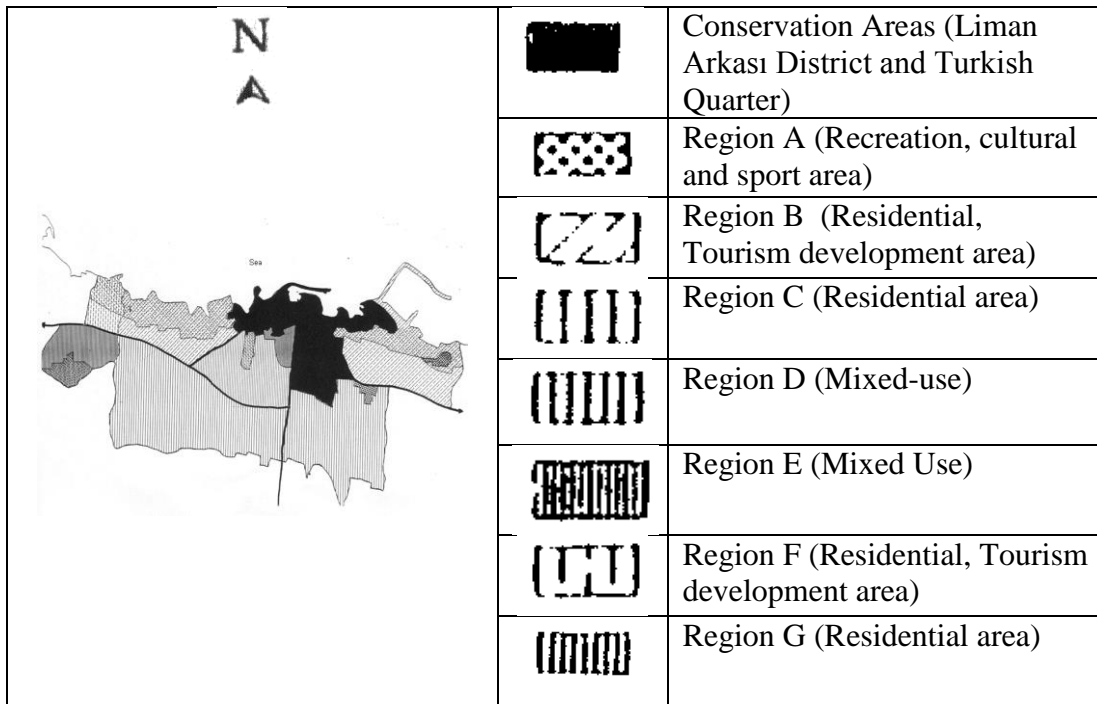 N
Sea
Conservation Areas (Liman
Arkası District and Turkish
Quarter)
Region A (Recreation, cultural
and sport area)
Region B (Residential,
Tourism development area)
Region C (Residential area)
Region D (Mixed-use)
Region E (Mixed Use)
Region F (Residential, Tourism
development area)
Region G (Residential area)